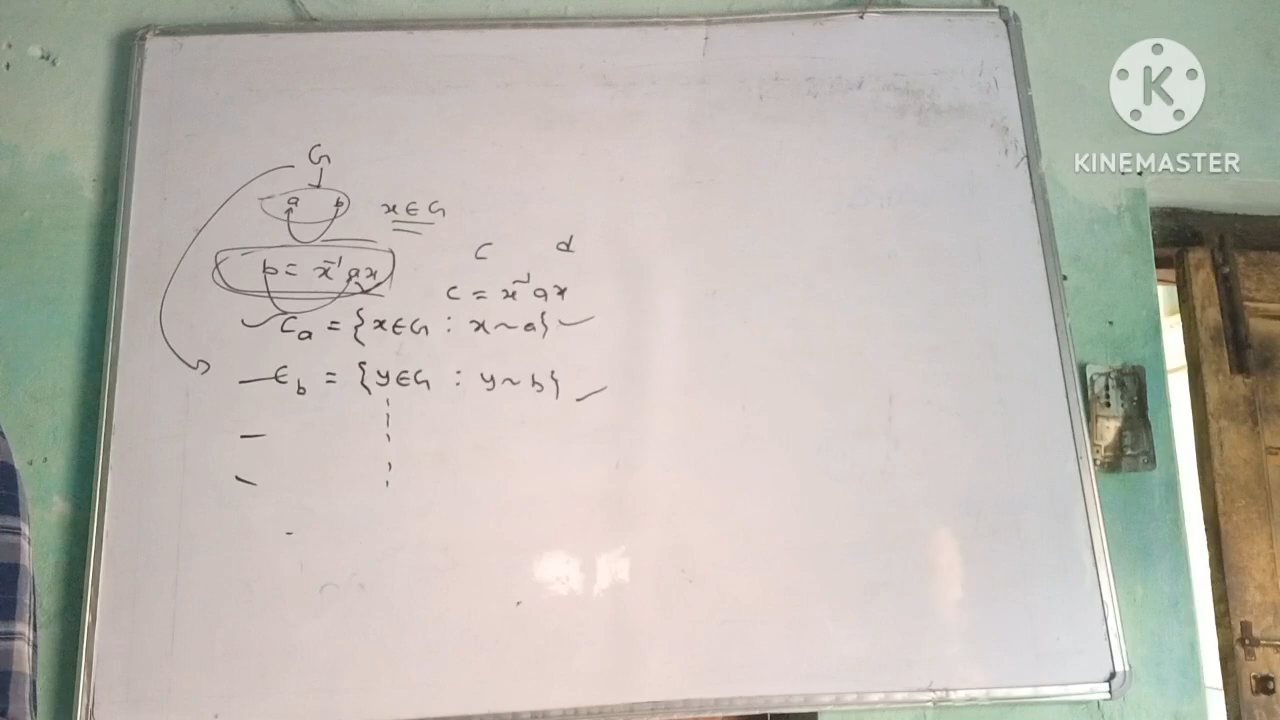 G
a b
x∈G
c d
b = x⁻¹ax
c = x⁻¹ax
Cₐ = {x∈G : x~a}
C_b = {y∈G : y~b}
K
KINEMASTER